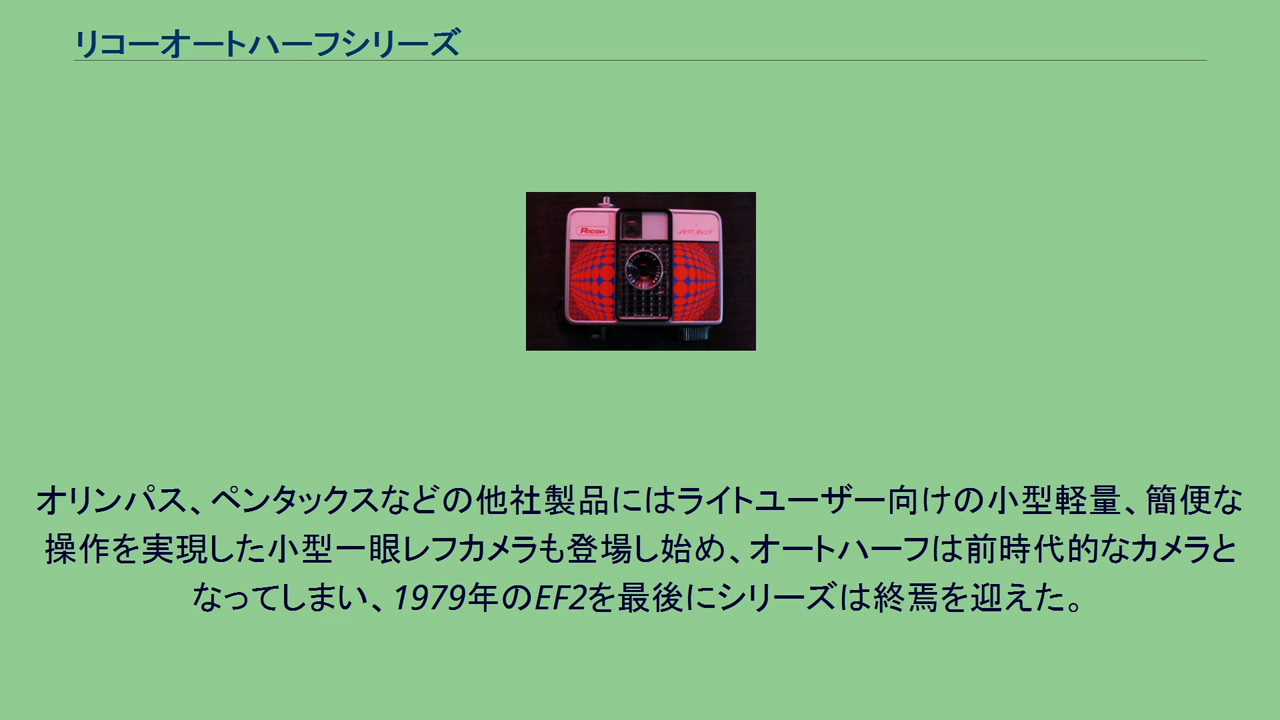 リコーオートハーフシリーズ
RICOH
オリンパス、ペンタックスなどの他社製品にはライトユーザー向けの小型軽量、簡便な
操作を実現した小型一眼レフカメラも登場し始め、オートハーフは前時代的なカメラと
なってしまい、1979年のEF2を最後にシリーズは終焉を迎えた。